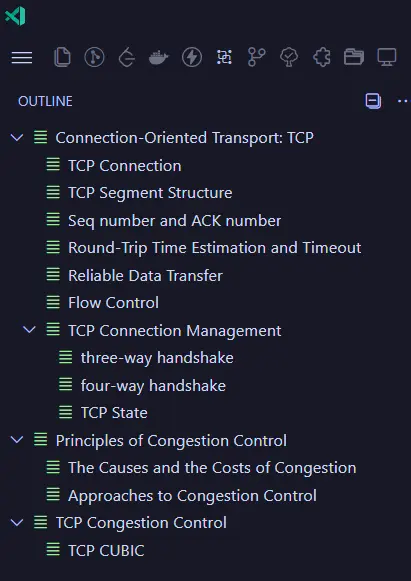 OUTLINE
Connection-Oriented Transport: TCP
TCP Connection
TCP Segment Structure
Seq number and ACK number
Round-Trip Time Estimation and Timeout
Reliable Data Transfer
Flow Control
TCP Connection Management
three-way handshake
four-way handshake
TCP State
Principles of Congestion Control
The Causes and the Costs of Congestion
Approaches to Congestion Control
TCP Congestion Control
TCP CUBIC